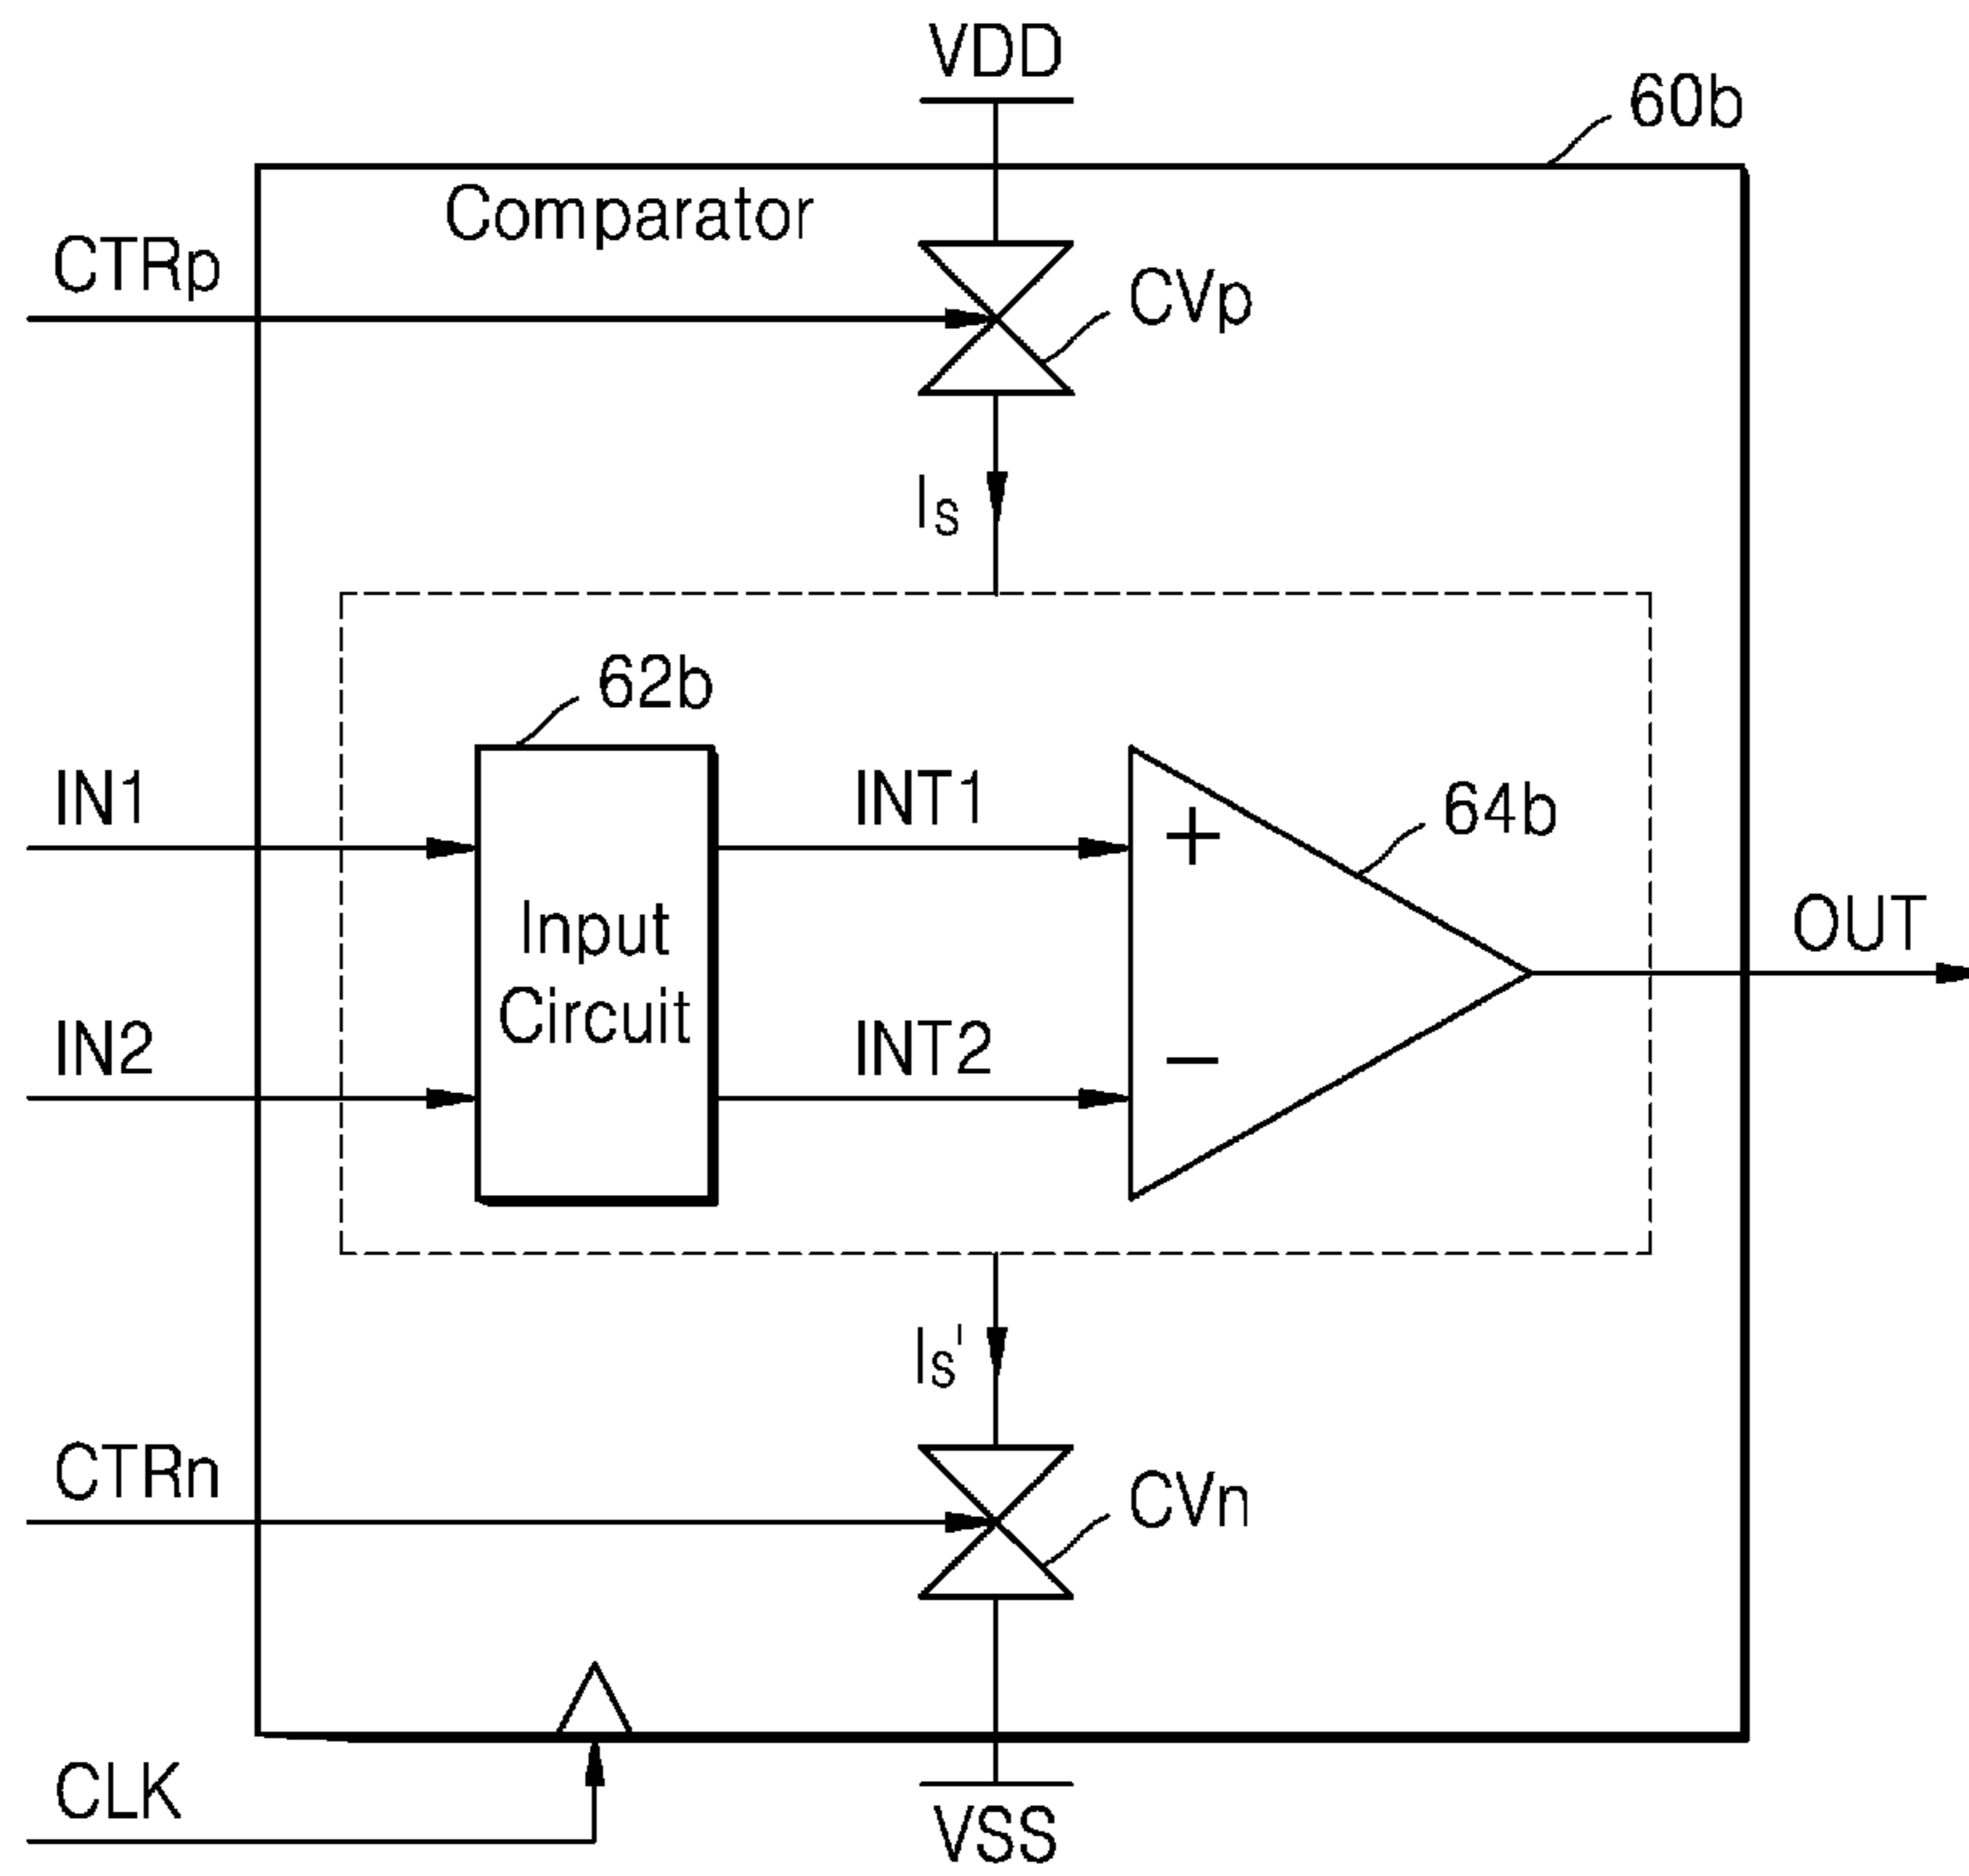 VDD
60b
Comparator
CTRp
CVp
Is
62b
IN1
INT1
+
64b
Input
Circuit
OUT
IN2
INT2
−
Is'
CTRn
CVn
CLK
VSS